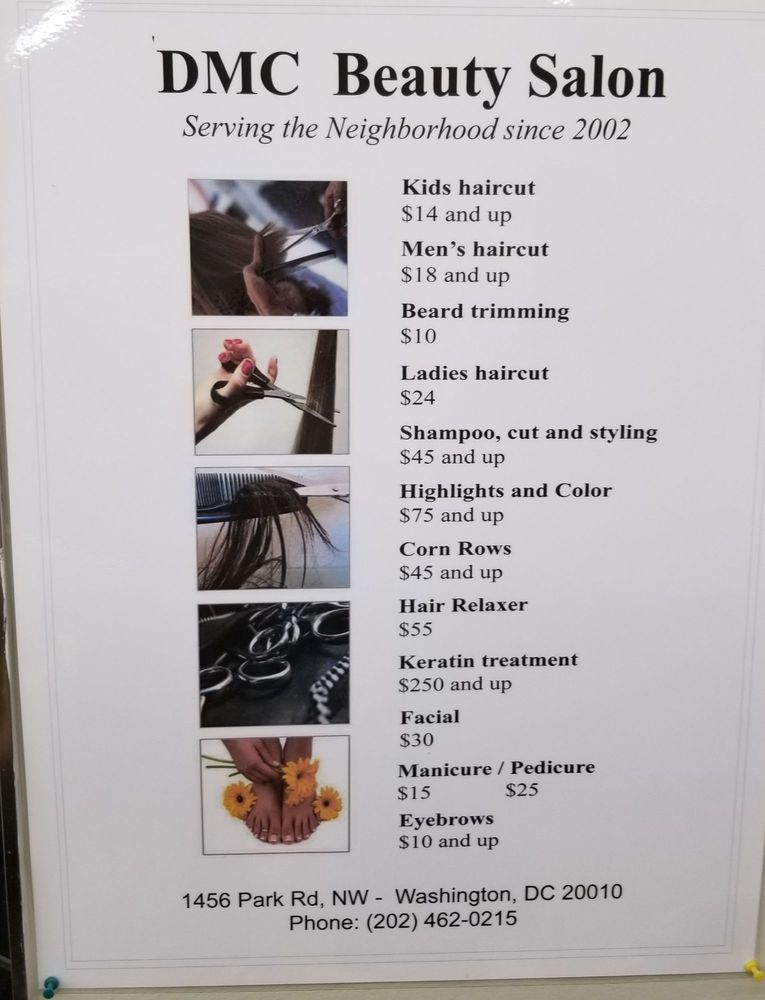 DMC Beauty Salon
Serving the Neighborhood since 2002
Kids haircut
$14 and up
Men's haircut
$18 and up
Beard trimming
$10
Ladies haircut
$24
Shampoo, cut and styling
$45 and up
Highlights and Color
$75 and up
Corn Rows
$45 and up
Hair Relaxer
$55
Keratin treatment
$250 and up
Facial
$30
Manicure / Pedicure
$15 $25
Eyebrows
$10 and up
1456 Park Rd, NW - Washington, DC 20010
Phone: (202) 462-0215